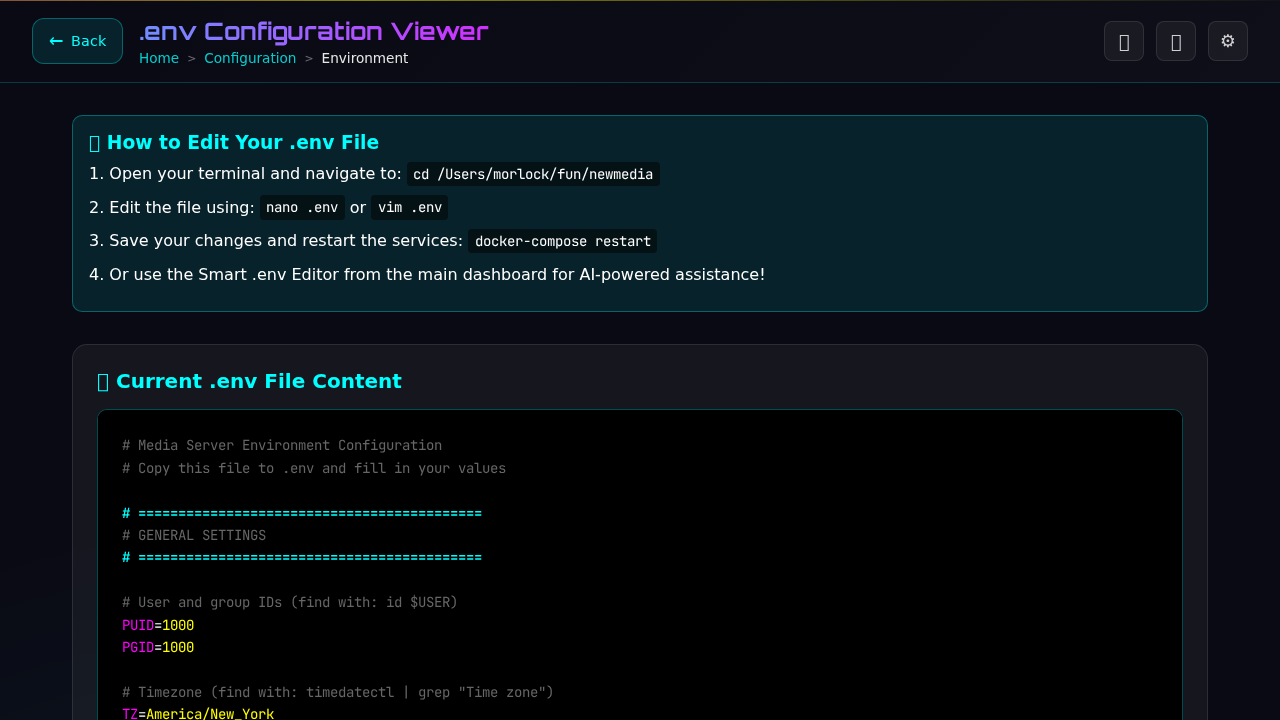 ← Back
.env Configuration Viewer
Home > Configuration > Environment
How to Edit Your .env File
1. Open your terminal and navigate to: cd /Users/morlock/fun/newmedia
2. Edit the file using: nano .env or vim .env
3. Save your changes and restart the services: docker-compose restart
4. Or use the Smart .env Editor from the main dashboard for AI-powered assistance!
Current .env File Content
# Media Server Environment Configuration
# Copy this file to .env and fill in your values
# ===========================================
# GENERAL SETTINGS
# ===========================================
# User and group IDs (find with: id $USER)
PUID=1000
PGID=1000
# Timezone (find with: timedatectl | grep "Time zone")
TZ=America/New_York